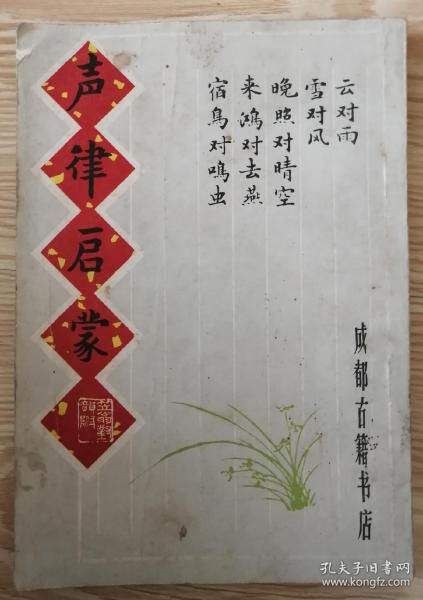 声律启蒙
云对雨
雪对风
晚照对晴空
来鸿对去燕
宿鸟对鸣虫
成都古籍书店
孔夫子旧书网
www.kongfz.com